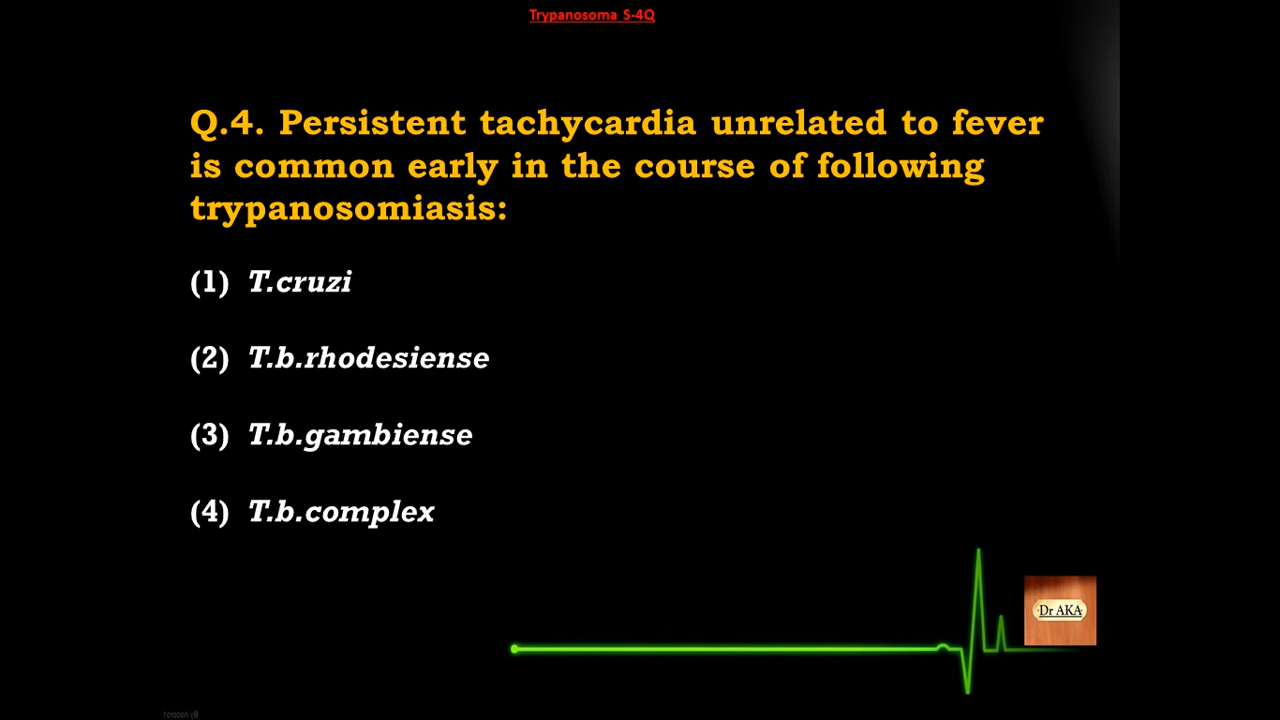 Trypanosoma S-4Q
Q.4. Persistent tachycardia unrelated to fever
is common early in the course of following
trypanosomiasis:
(1) T.cruzi
(2) T.b.rhodesiense
(3) T.b.gambiense
(4) T.b.complex
Dr AKA